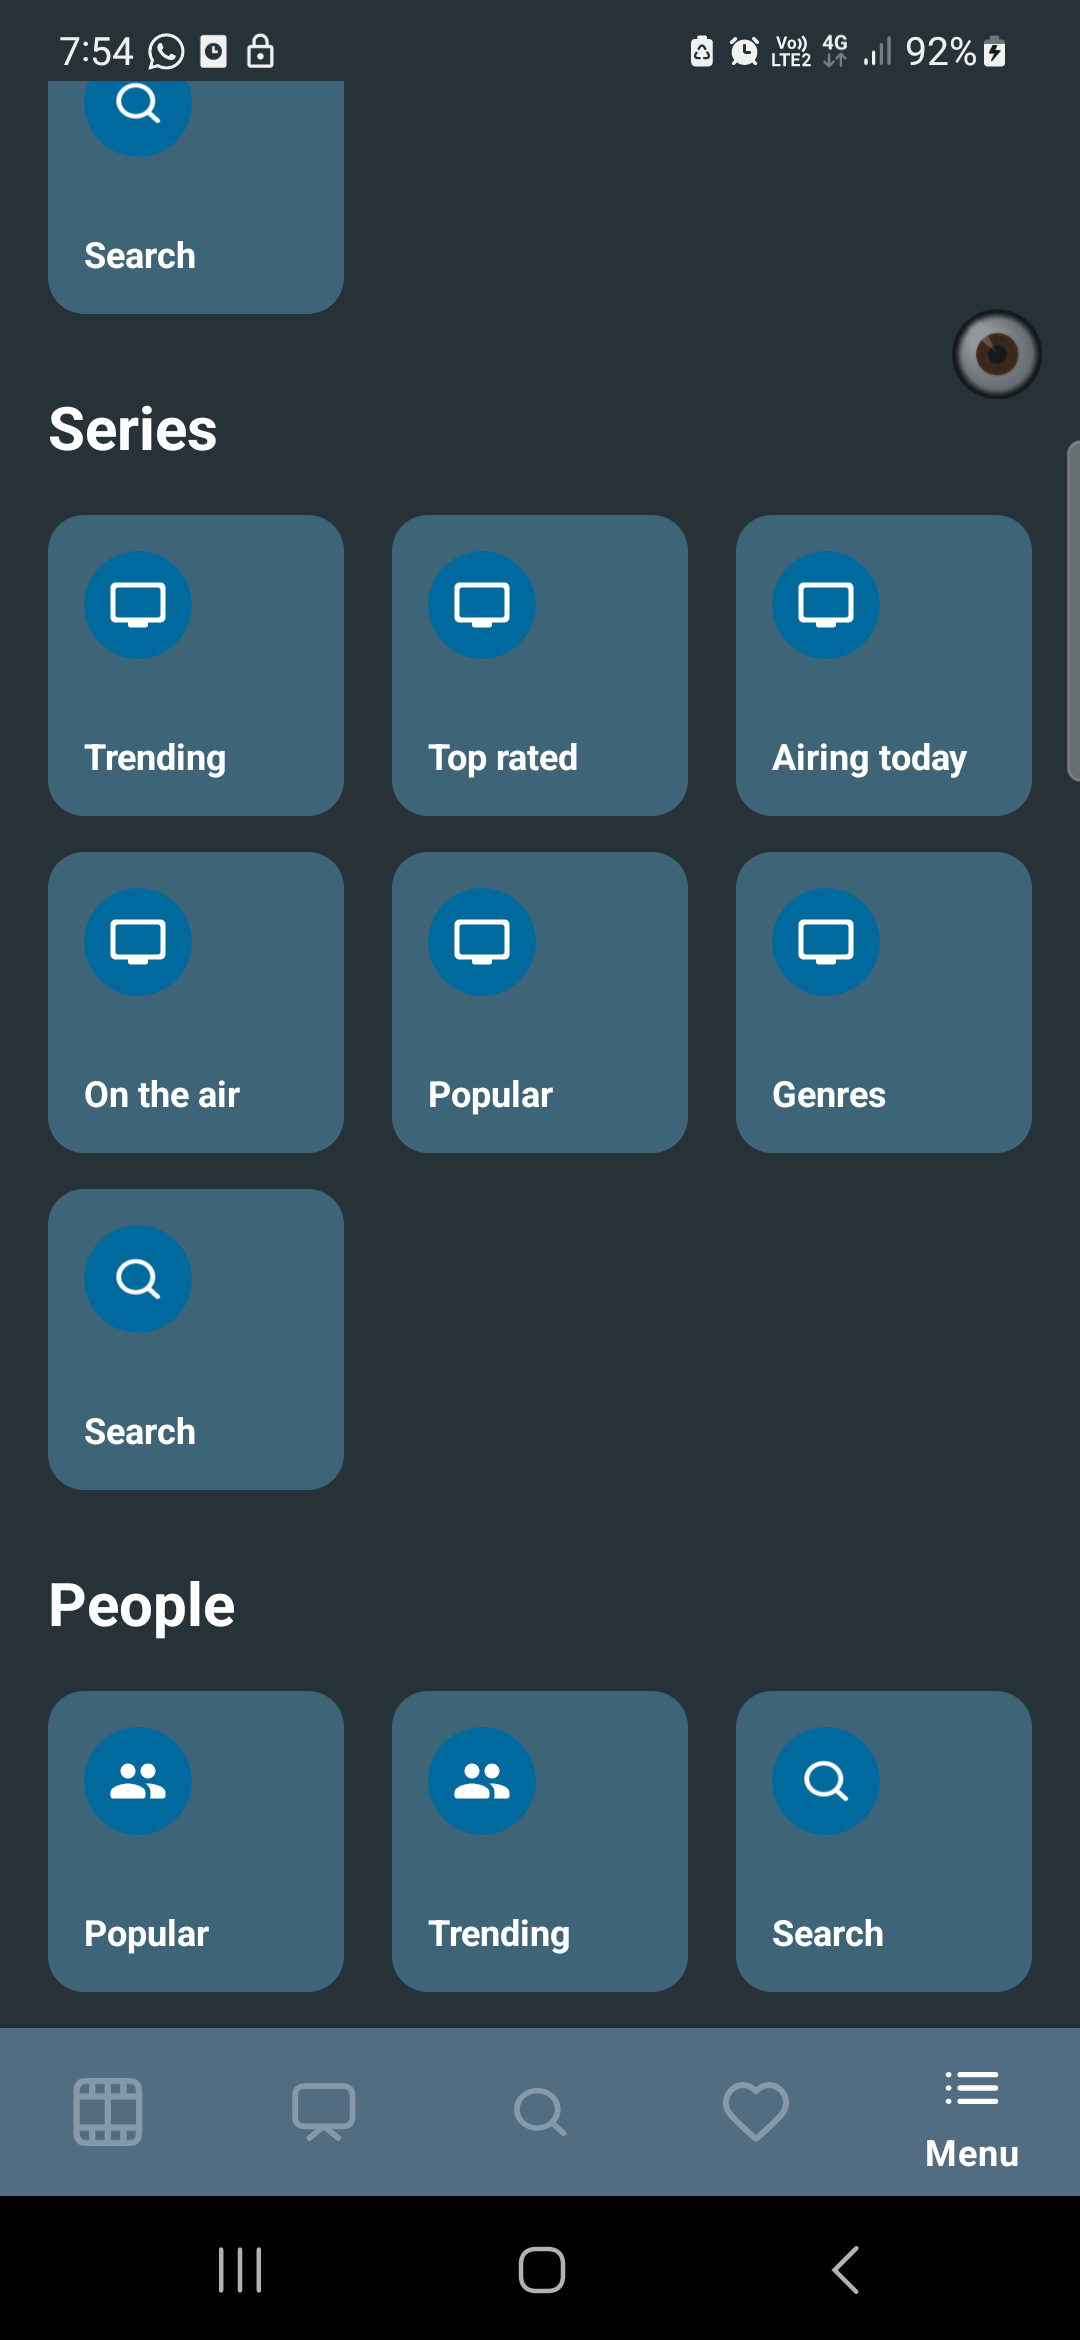 7:54 Vo)) LTE2 4G 92%
Search
Series
Trending Top rated Airing today
On the air Popular Genres
Search
People
Popular Trending Search
Menu